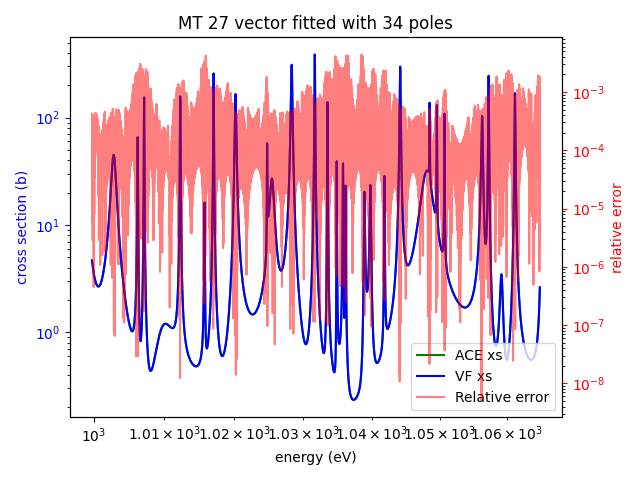 MT 27 vector fitted with 34 poles
cross section (b)
10²
10¹
10⁰
10⁻³
10⁻⁴
10⁻⁵
10⁻⁶
10⁻⁷
10⁻⁸
relative error
ACE xs
VF xs
Relative error
10³ 1.01 × 10³ 1.02 × 10³ 1.03 × 10³ 1.04 × 10³ 1.05 × 10³ 1.06 × 10³
energy (eV)